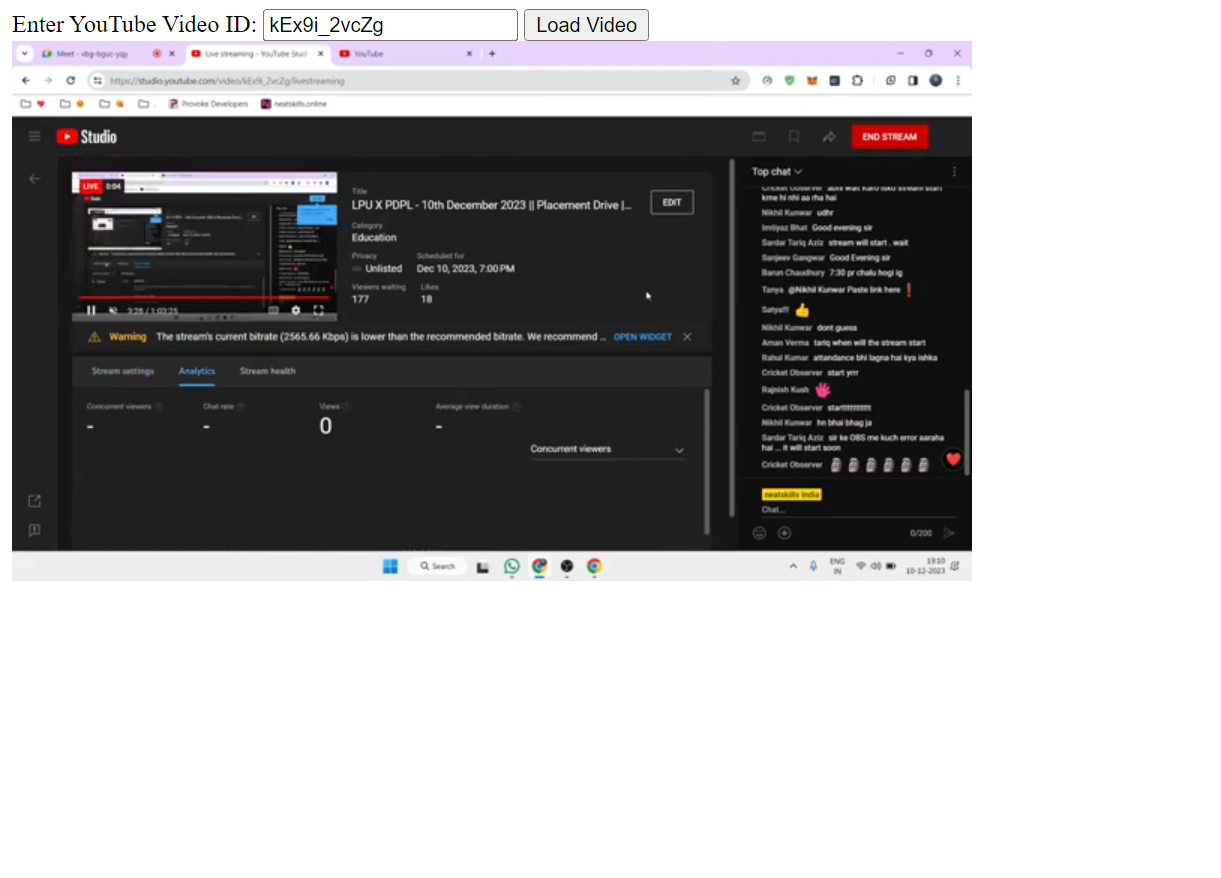 Enter YouTube Video ID: kEx9i_2vcZg Load Video
Meet - vbg-bguc-yqy
Live streaming - YouTube Studi
YouTube
https://studio.youtube.com/video/kEx9i_2vcZg/livestreaming
Provoke Developers
neatskills.online
Studio
END STREAM
LIVE 0:04
3:28 / 1:03:25
Title
LPU X PDPL - 10th December 2023 || Placement Drive |...
EDIT
Category
Education
Privacy
Unlisted
Scheduled for
Dec 10, 2023, 7:00 PM
Viewers waiting
177
Likes
18
Warning The stream's current bitrate (2565.66 Kbps) is lower than the recommended bitrate. We recommend ... OPEN WIDGET
Stream settings Analytics Stream health
Concurrent viewers
-
Chat rate
-
Views
0
Average view duration
-
Concurrent viewers
Top chat
Cricket Observer abhi wait karo isko stream start
krne hi nhi aa rha hai
Nikhil Kunwar udhr
Imtiyaz Bhat Good evening sir
Sardar Tariq Aziz stream will start . wait
Sanjeev Gangwar Good Evening sir
Barun Chaudhury 7:30 pr chalu hogi ig
Tanya @Nikhil Kunwar Paste link here ❗
Satya!!! 👍
Nikhil Kunwar dont guess
Aman Verma tariq when will the stream start
Rahul Kumar attandance bhi lagna hai kya ishka
Cricket Observer start yrrr
Rajnish Kush
Cricket Observer startttttttttttt
Nikhil Kunwar hn bhai bhag ja
Sardar Tariq Aziz sir ke OBS me kuch error aaraha
hai ... it will start soon
Cricket Observer 🗿🗿🗿🗿🗿🗿
neatskills India
Chat...
0/200
Search
ENG
IN
19:10
10-12-2023